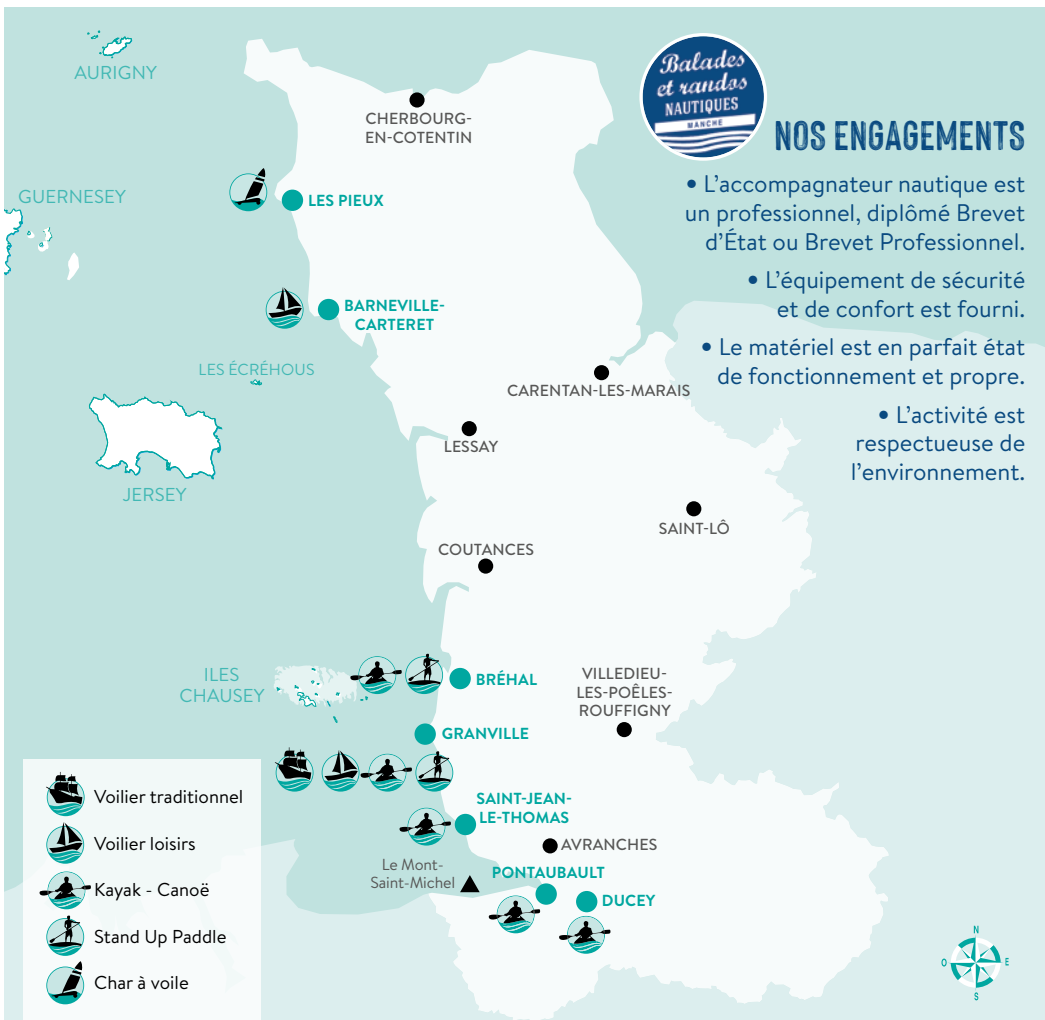 AURIGNY
CHERBOURG-
EN-COTENTIN
GUERNESEY
LES PIEUX
BARNEVILLE-
CARTERET
LES ÉCRÉHOUS
CARENTAN-LES-MARAIS
LESSAY
JERSEY
SAINT-LÔ
COUTANCES
ILES
CHAUSEY
BRÉHAL
VILLEDIEU-
LES-POÊLES-
ROUFFIGNY
GRANVILLE
SAINT-JEAN-
LE-THOMAS
AVRANCHES
Le Mont-
Saint-Michel
PONTAUBAULT
DUCEY
Balades
et randos
NAUTIQUES
MANCHE
NOS ENGAGEMENTS
• L'accompagnateur nautique est
un professionnel, diplômé Brevet
d'État ou Brevet Professionnel.
• L'équipement de sécurité
et de confort est fourni.
• Le matériel est en parfait état
de fonctionnement et propre.
• L'activité est
respectueuse de
l'environnement.
Voilier traditionnel
Voilier loisirs
Kayak - Canoë
Stand Up Paddle
Char à voile
N
O
E
S